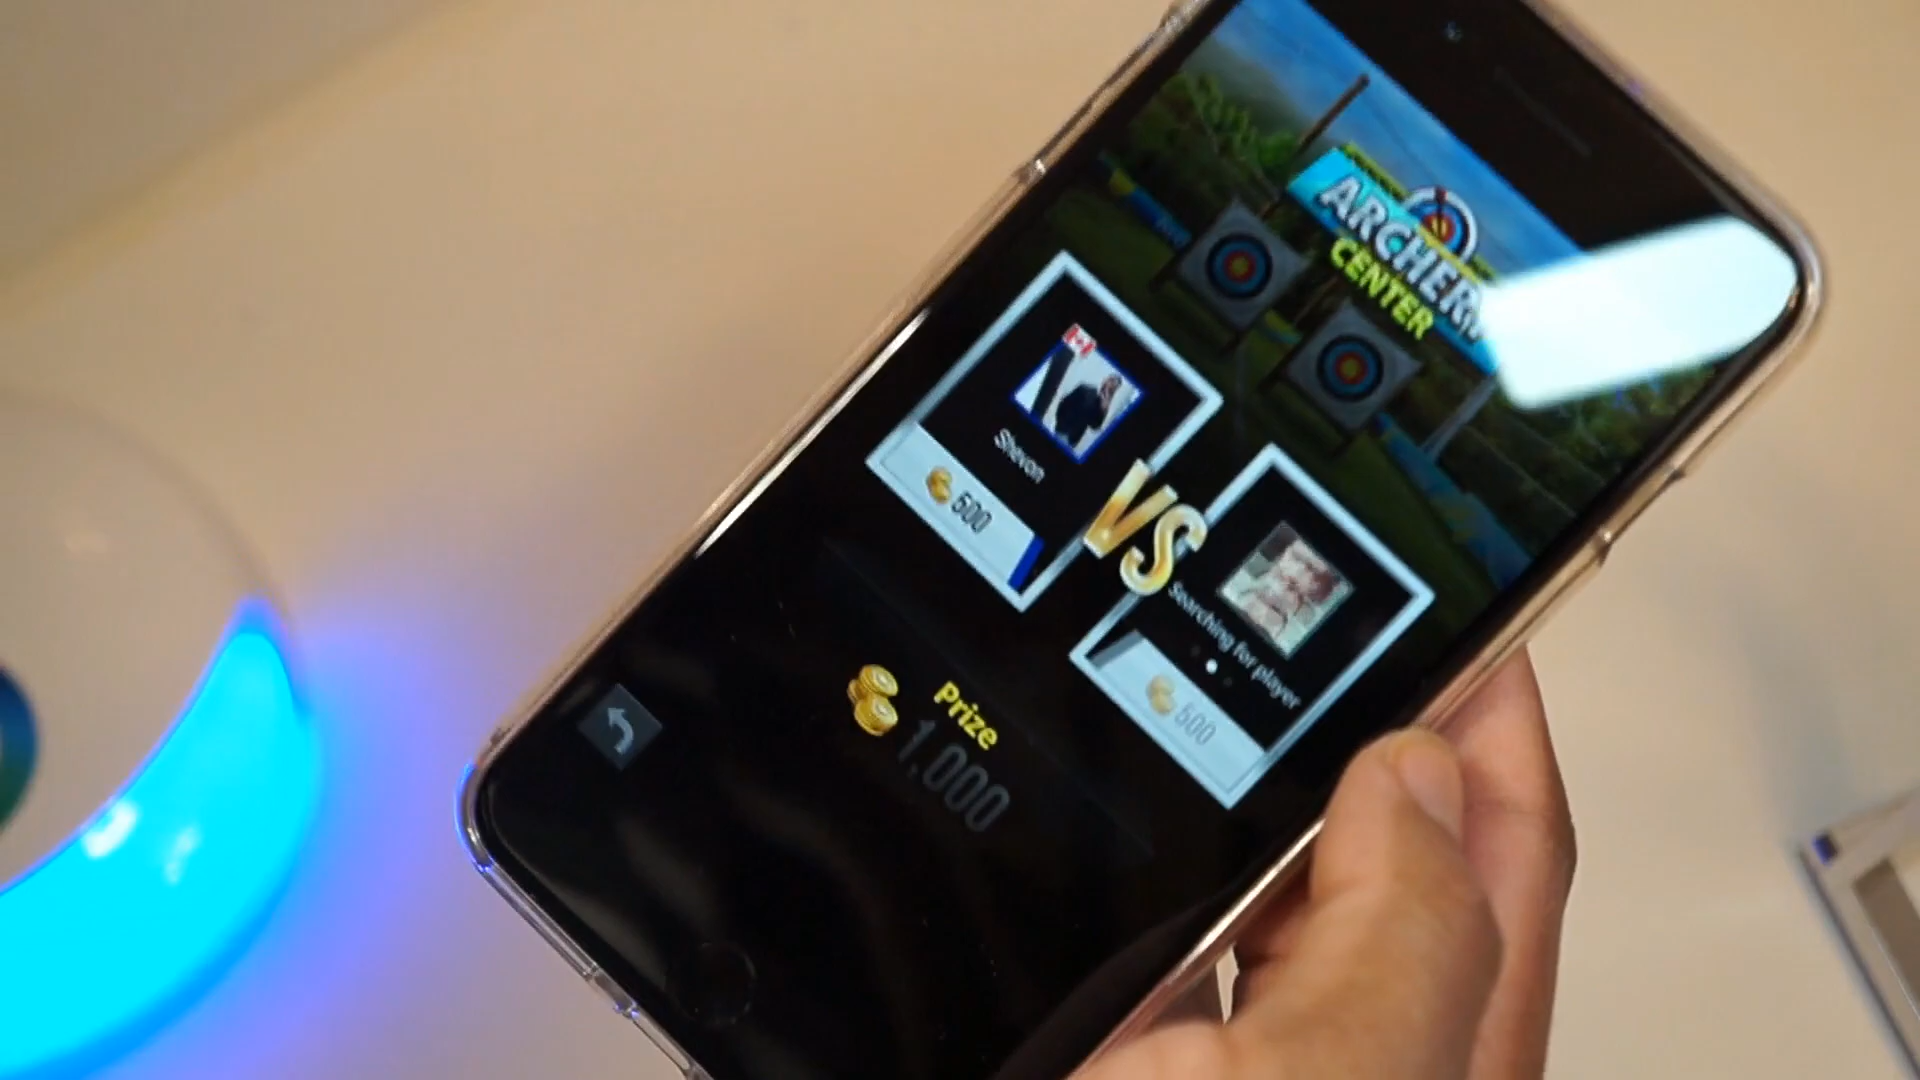 ARCHERY
CENTER
Shevon
500
VS
Searching for player
500
Prize
1,000